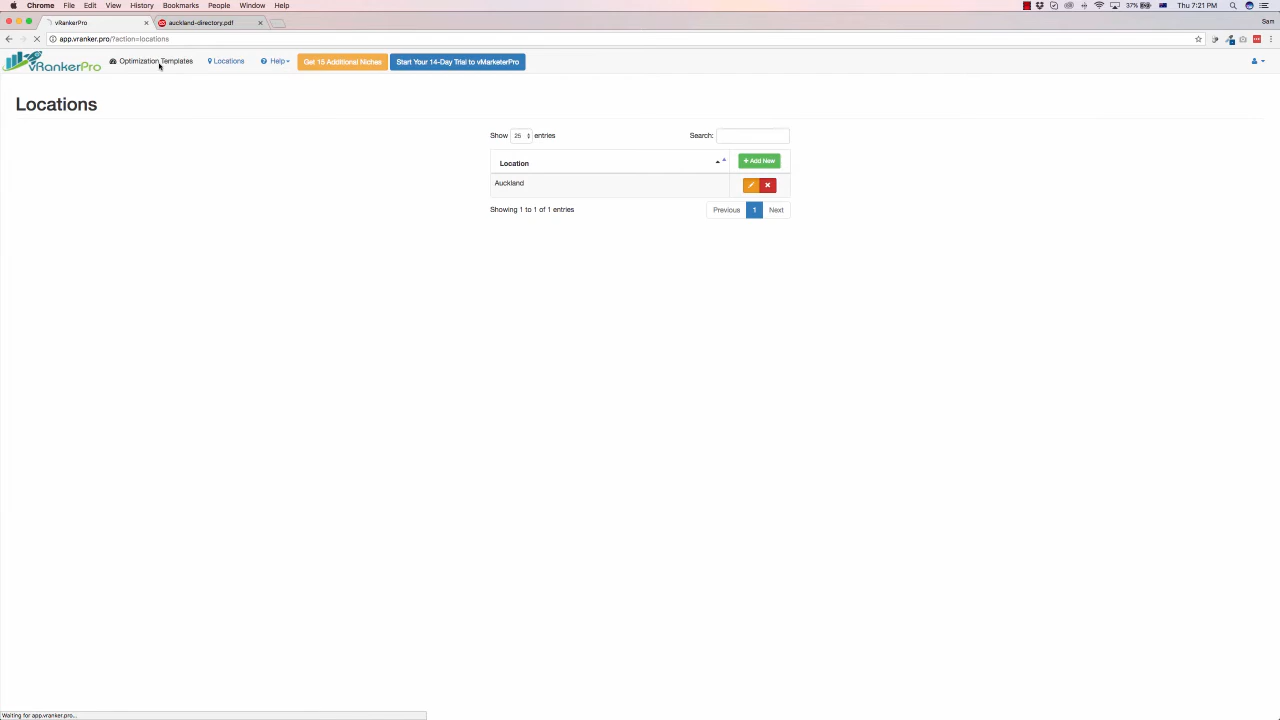 Chrome File Edit View History Bookmarks People Window Help 37% Thu 7:21 PM
vRankerPro auckland-directory.pdf Sam
app.vranker.pro/?action=locations
vRankerPro Optimization Templates Locations Help Get 15 Additional Niches Start Your 14-Day Trial to vMarketerPro
Locations
Show 25 entries Search:
Location + Add New
Auckland
Showing 1 to 1 of 1 entries Previous 1 Next
Waiting for app.vranker.pro...